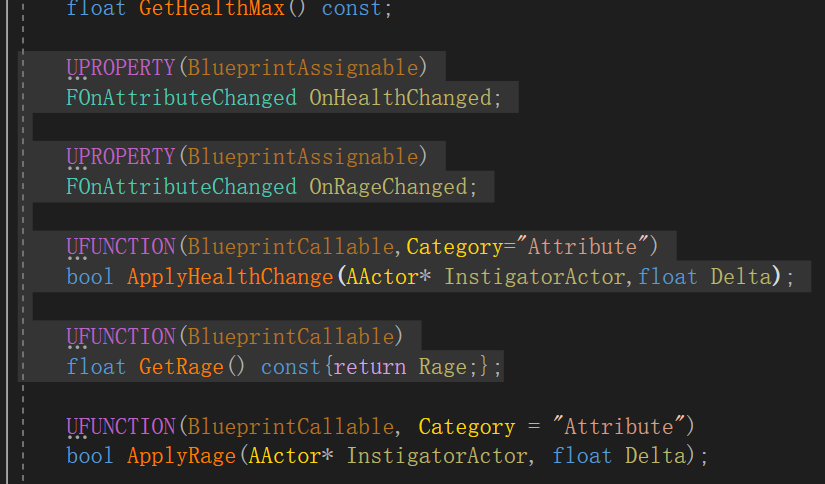 float GetHealthMax() const;
UPROPERTY(BlueprintAssignable)
FOnAttributeChanged OnHealthChanged;
UPROPERTY(BlueprintAssignable)
FOnAttributeChanged OnRageChanged;
UFUNCTION(BlueprintCallable,Category="Attribute")
bool ApplyHealthChange(AActor* InstigatorActor,float Delta);
UFUNCTION(BlueprintCallable)
float GetRage() const{return Rage;};
UFUNCTION(BlueprintCallable, Category = "Attribute")
bool ApplyRage(AActor* InstigatorActor, float Delta);